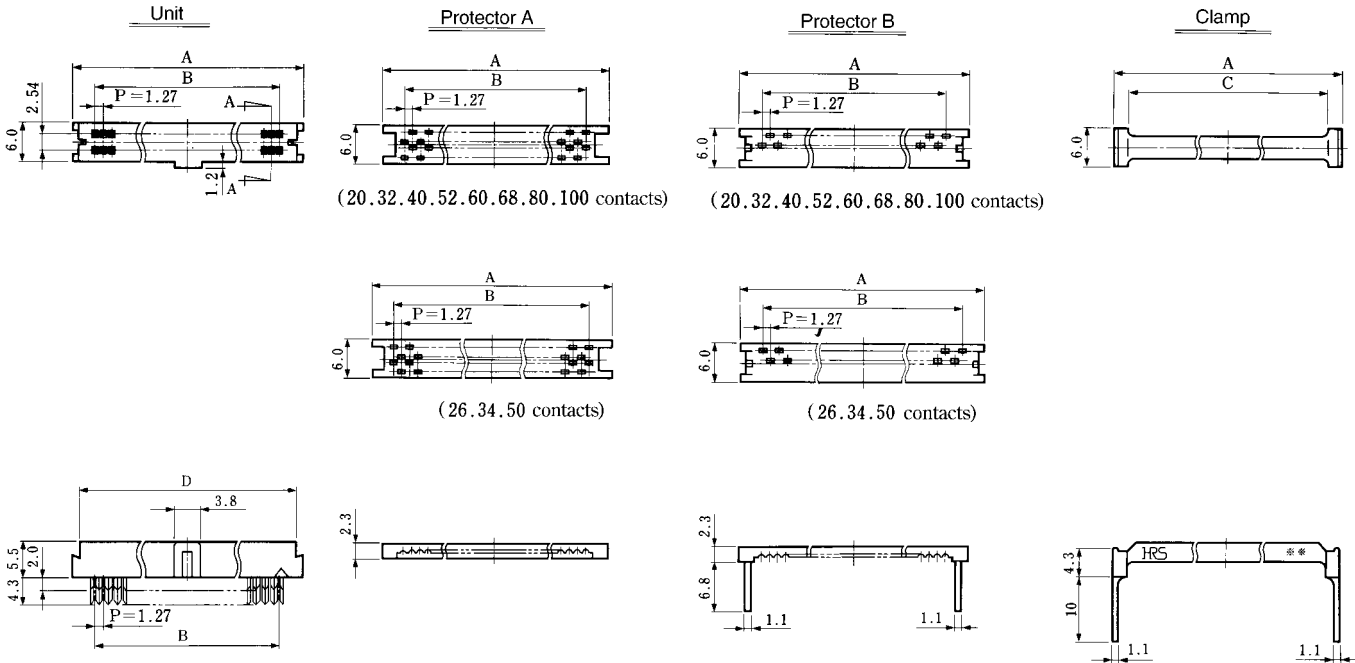 Unit
Protector A
Protector B
Clamp
A
B
P=1.27
A
2.54
6.0
1.2
A
A
B
P=1.27
6.0
(20.32.40.52.60.68.80.100 contacts)
A
B
P=1.27
6.0
(20.32.40.52.60.68.80.100 contacts)
A
C
6.0
A
B
P=1.27
6.0
(26.34.50 contacts)
A
B
P=1.27
6.0
(26.34.50 contacts)
D
3.8
5.5
2.0
4.3
P=1.27
B
2.3
2.3
6.8
1.1
1.1
HRS
※※
4.3
10
1.1
1.1